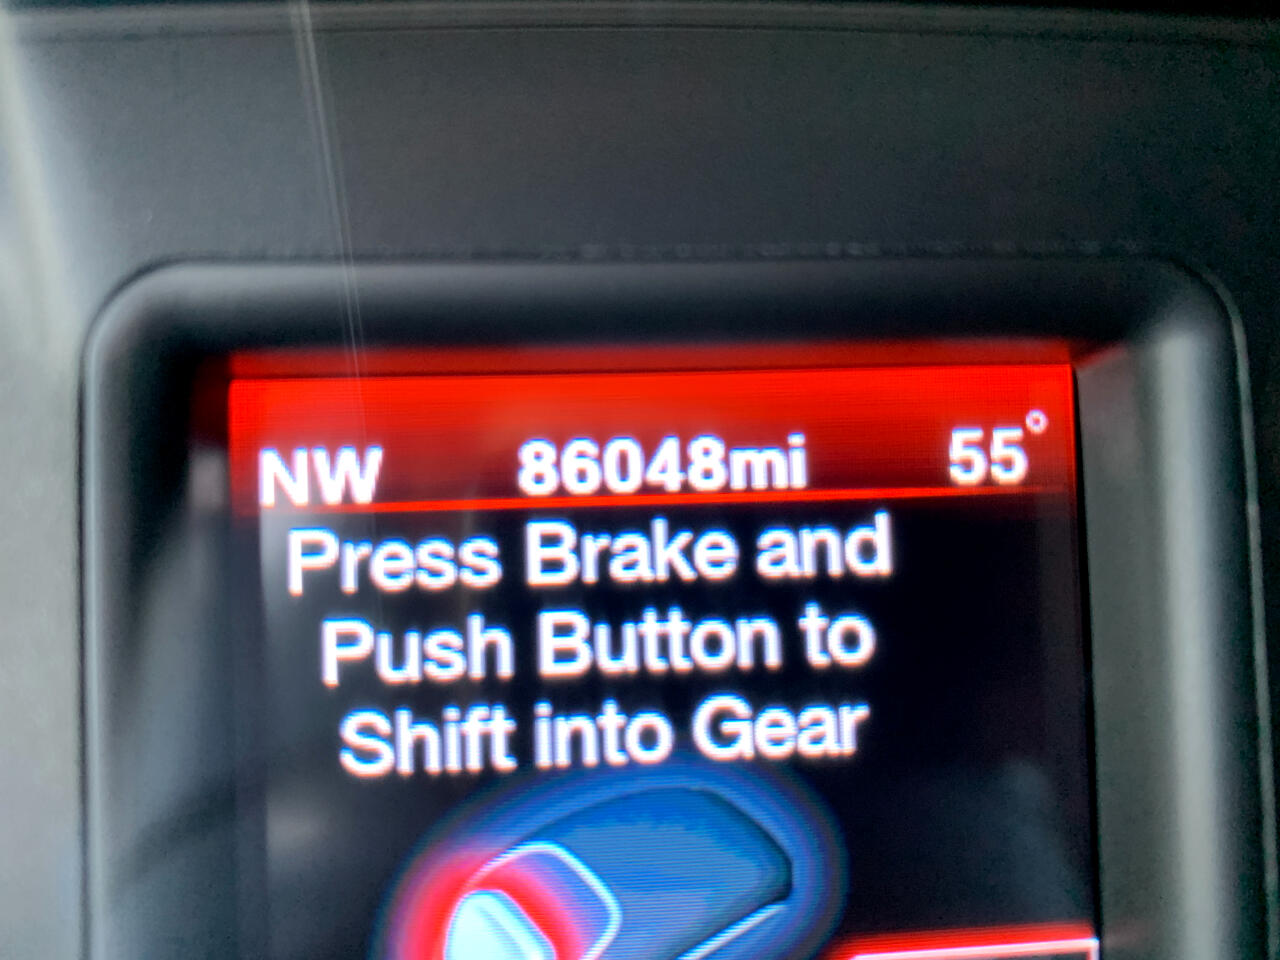 NW 86048mi 55°
Press Brake and
Push Button to
Shift into Gear